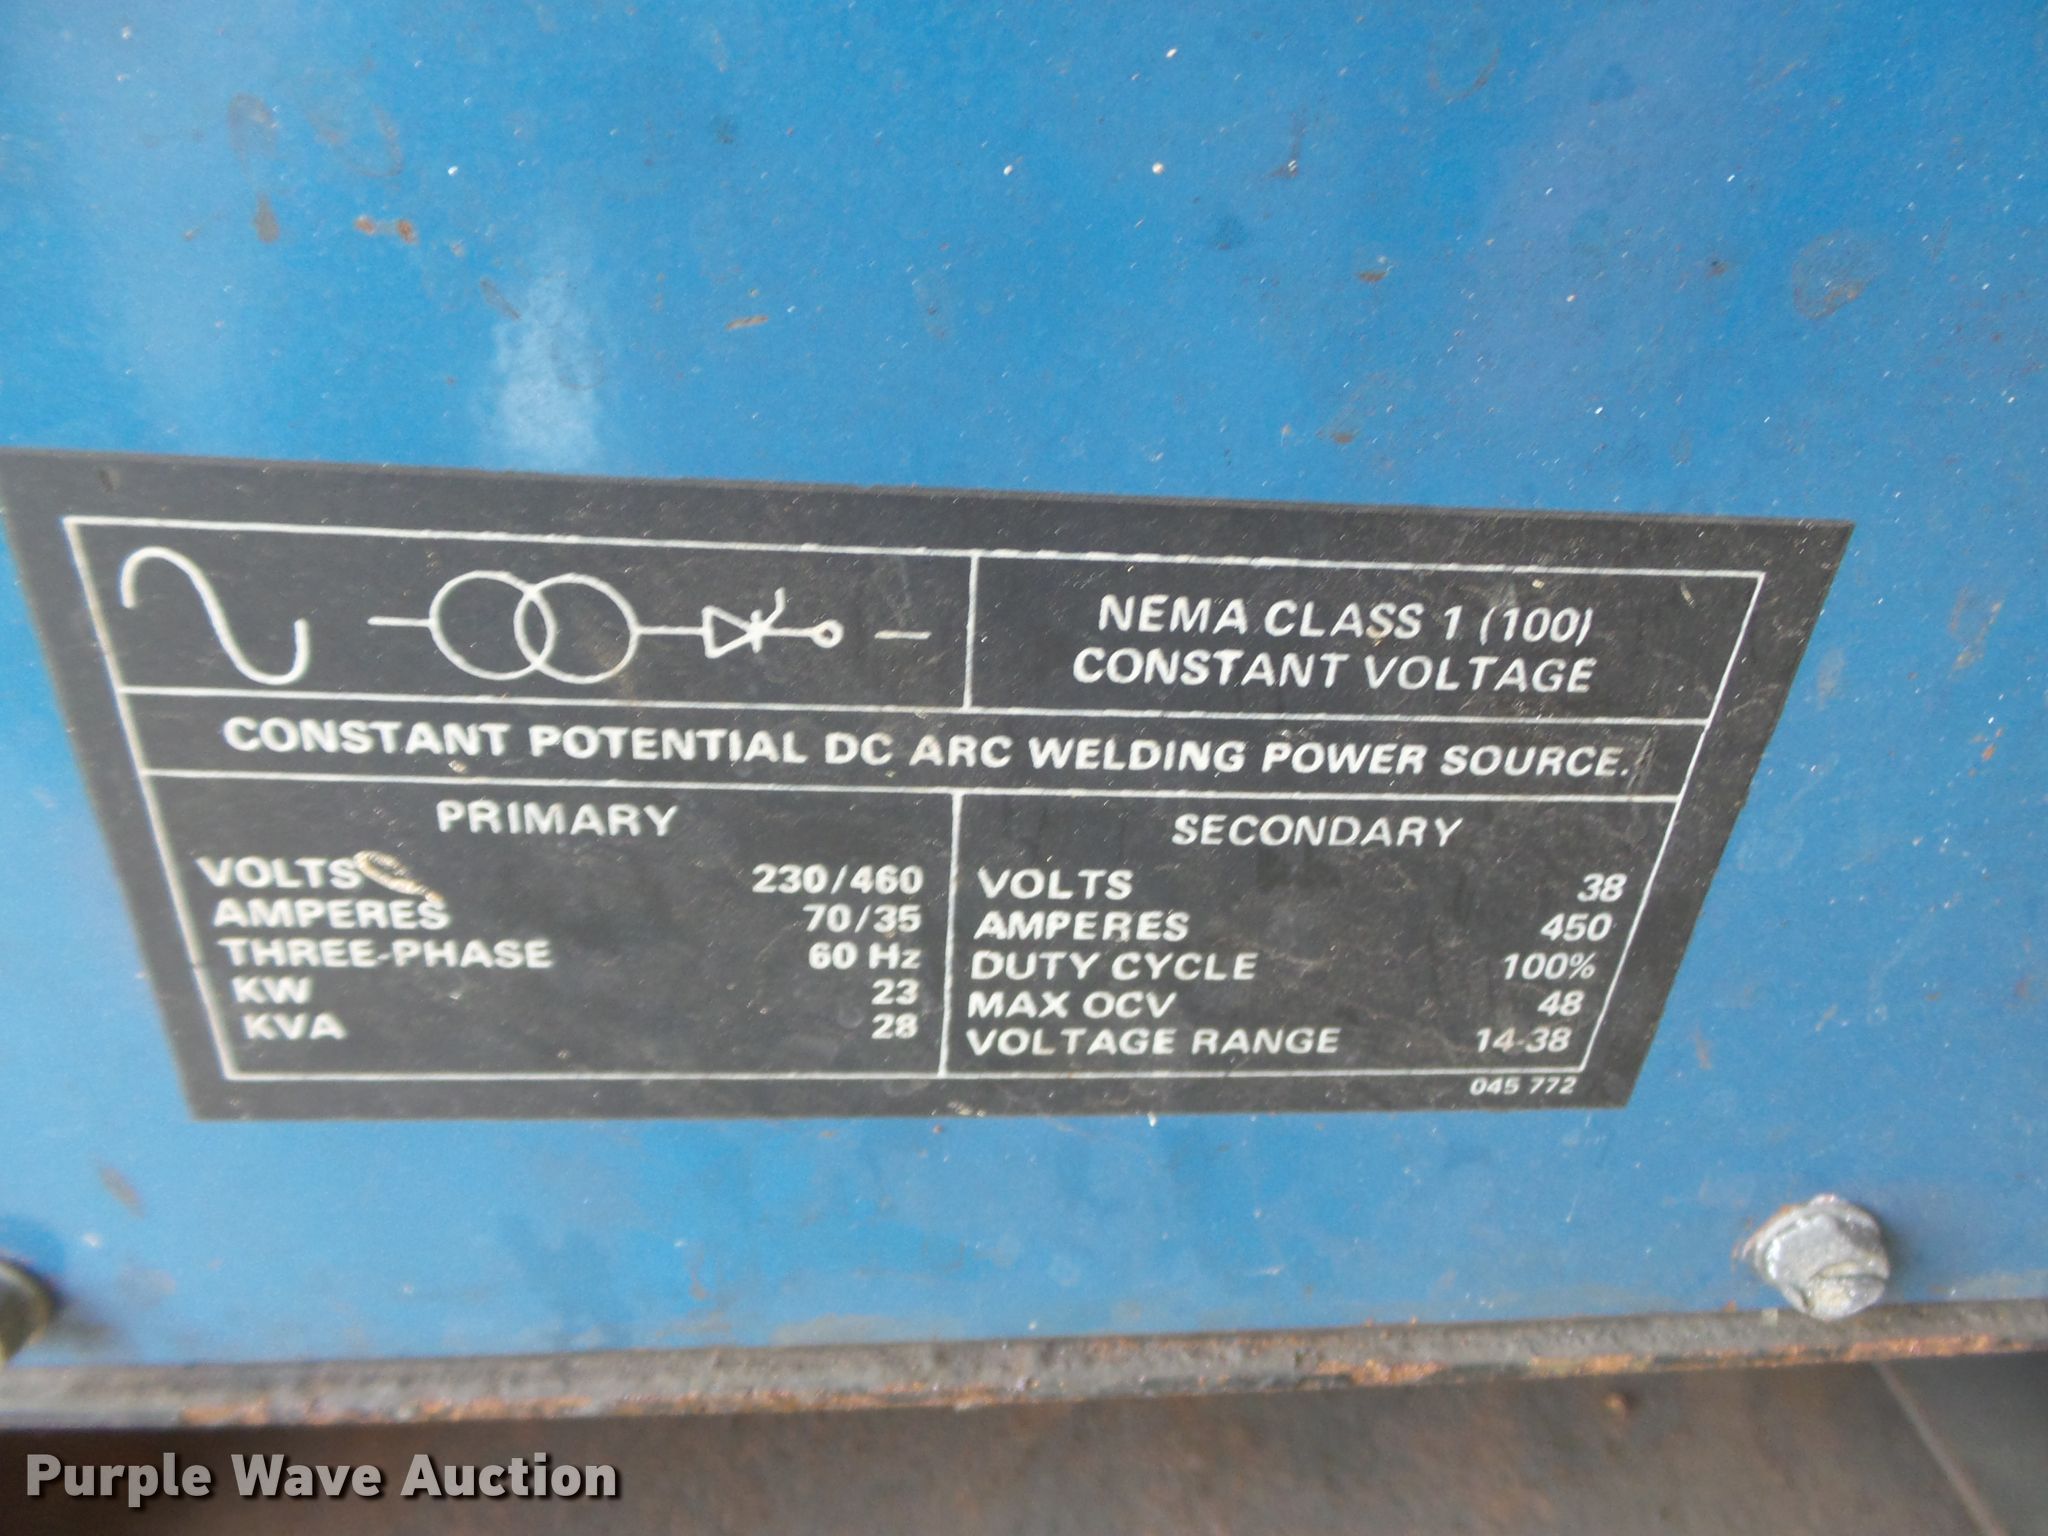 NEMA CLASS 1 (100)
CONSTANT VOLTAGE
CONSTANT POTENTIAL DC ARC WELDING POWER SOURCE.
PRIMARY
VOLTS 230/460
AMPERES 70/35
THREE-PHASE 60 Hz
KW 23
KVA 28
SECONDARY
VOLTS 38
AMPERES 450
DUTY CYCLE 100%
MAX OCV 48
VOLTAGE RANGE 14-38
045 772
Purple Wave Auction